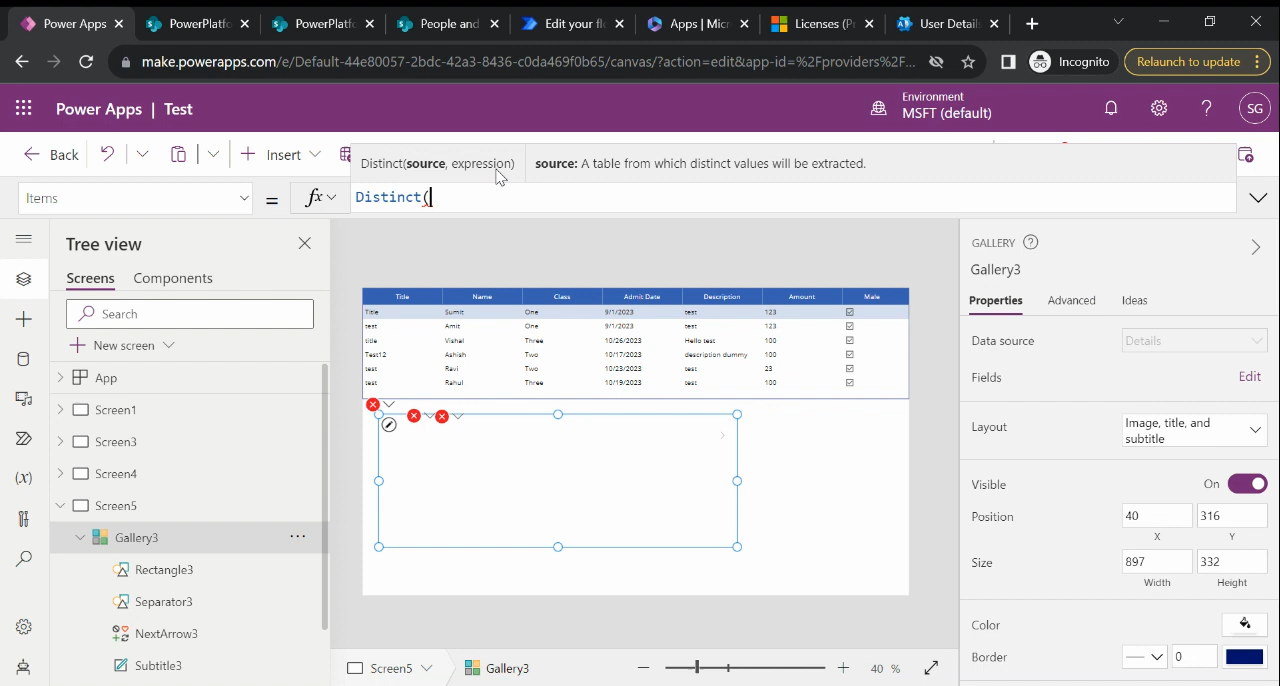 Power Apps
PowerPlatfo
PowerPlatfo
People and
Edit your fl
Apps | Micr
Licenses (Pr
User Detail
make.powerapps.com/e/Default-44e80057-2bdc-42a3-8436-c0da469f0b65/canvas/?action=edit&app-id=%2Fproviders%2F...
Incognito
Relaunch to update
Power Apps | Test
Environment
MSFT (default)
SG
Back
Insert
Distinct(source, expression)
source: A table from which distinct values will be extracted.
Items
=
fx
Distinct(
Tree view
Screens
Components
Search
New screen
App
Screen1
Screen3
Screen4
Screen5
Gallery3
Rectangle3
Separator3
NextArrow3
Subtitle3
Title Name Class Admit Date Description Amount Male
Title Sumit One 9/1/2023 test 123
test Amit One 9/1/2023 test 123
title Vishal Three 10/26/2023 Hello test 100
Test12 Ashish Two 10/17/2023 description dummy 100
test Ravi Two 10/23/2023 test 23
test Rahul Three 10/19/2023 test 100
Screen5
Gallery3
40 %
GALLERY
Gallery3
Properties
Advanced
Ideas
Data source
Details
Fields
Edit
Layout
Image, title, and
subtitle
Visible
On
Position
40
316
X
Y
Size
897
332
Width
Height
Color
Border
0